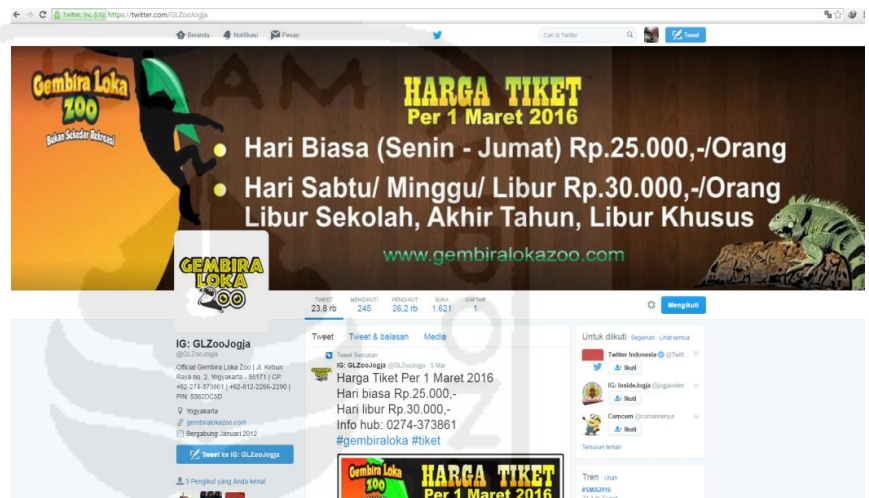 Twitter, Inc. [US] https://twitter.com/GLZooJogja
Beranda Notifikasi Pesan
Cari di Twitter
Tweet
Gembira Loka
ZOO
Bukan Sekedar Rekreasi
HARGA TIKET
Per 1 Maret 2016
Hari Biasa (Senin - Jumat) Rp.25.000,-/Orang
Hari Sabtu/ Minggu/ Libur Rp.30.000,-/Orang
Libur Sekolah, Akhir Tahun, Libur Khusus
www.gembiralokazoo.com
GEMBIRA
LOKA
ZOO
TWEET MENGIKUTI PENGIKUT SUKA DAFTAR
23,8 rb 245 26,2 rb 1.621 1
Mengikuti
IG: GLZooJogja
@GLZooJogja
Official Gembira Loka Zoo | Jl. Kebun
Raya no. 2, Yogyakarta - 55171 | CP:
+62-274-373861 | +62-812-2266-2290 |
PIN: 5362DC5D
Yogyakarta
gembiralokazoo.com
Bergabung Januari 2012
Tweet ke IG: GLZooJogja
3 Pengikut yang Anda kenal
Tweet Tweet & balasan Media
Tweet Sematan
IG: GLZooJogja @GLZooJogja · 5 Mar
Harga Tiket Per 1 Maret 2016
Hari biasa Rp.25.000,-
Hari libur Rp.30.000,-
Info hub: 0274-373861
#gembiraloka #tiket
Gembira Loka
ZOO
HARGA TIKET
Per 1 Maret 2016
Untuk diikuti Segarkan · Lihat semua
Twitter Indonesia @Twitt...
Ikuti
IG: InsideJogja @jogjaonlen
Ikuti
Cumcum @cumannanya
Ikuti
Temukan teman
Tren · Ubah
#SMA2016